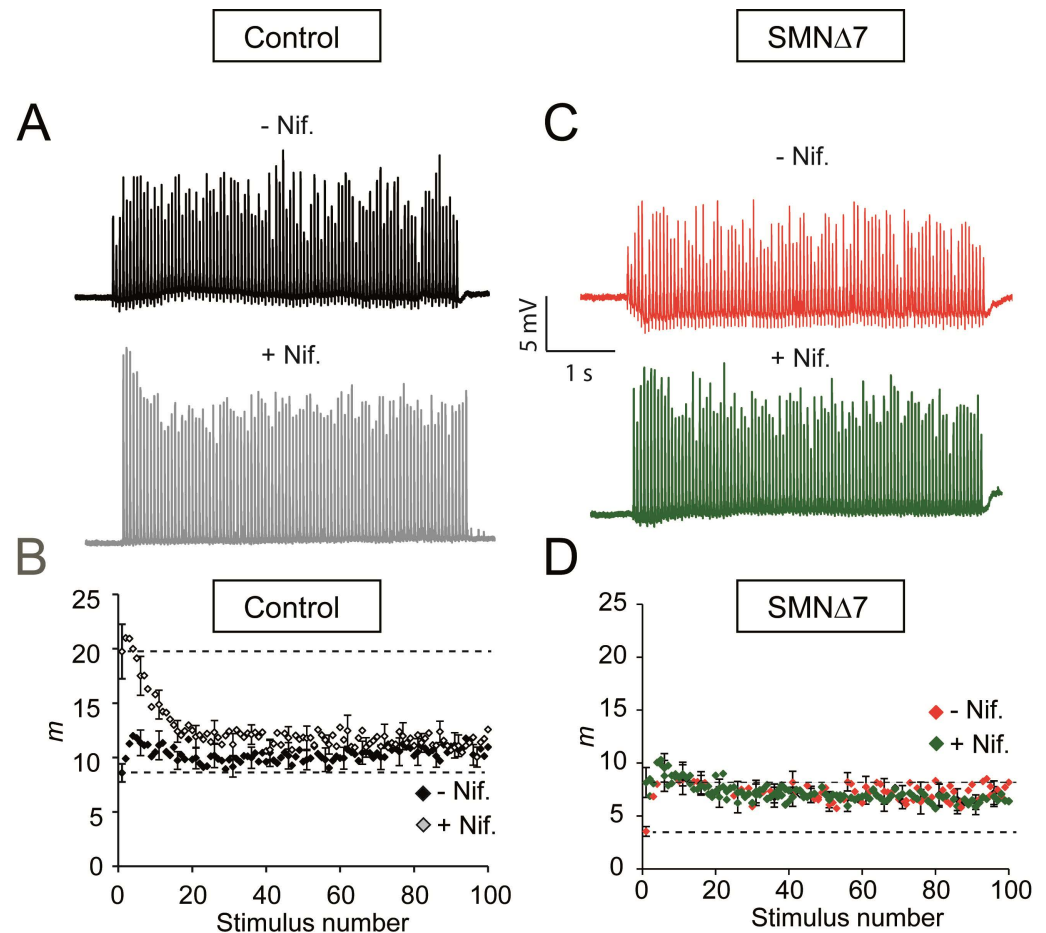 Control
SMNΔ7
A
- Nif.
+ Nif.
C
- Nif.
5 mV
1 s
+ Nif.
B
Control
25
20
15
10
5
0
m
0 20 40 60 80 100
Stimulus number
- Nif.
+ Nif.
D
SMNΔ7
25
20
15
10
5
0
m
0 20 40 60 80 100
Stimulus number
- Nif.
+ Nif.